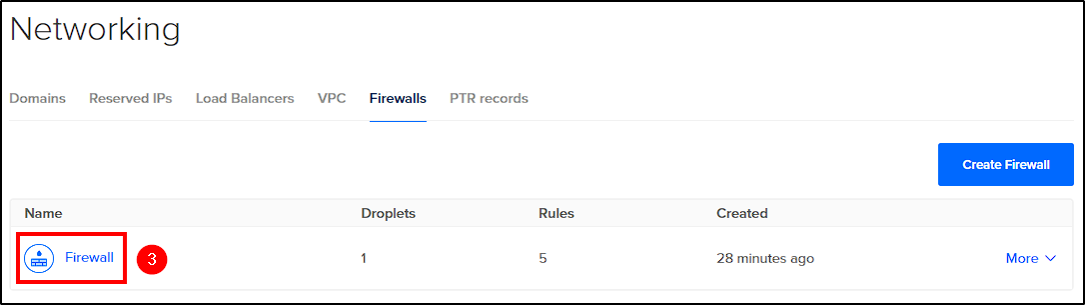 Networking
Domains Reserved IPs Load Balancers VPC Firewalls PTR records
Create Firewall
Name Droplets Rules Created
Firewall 3 1 5 28 minutes ago More